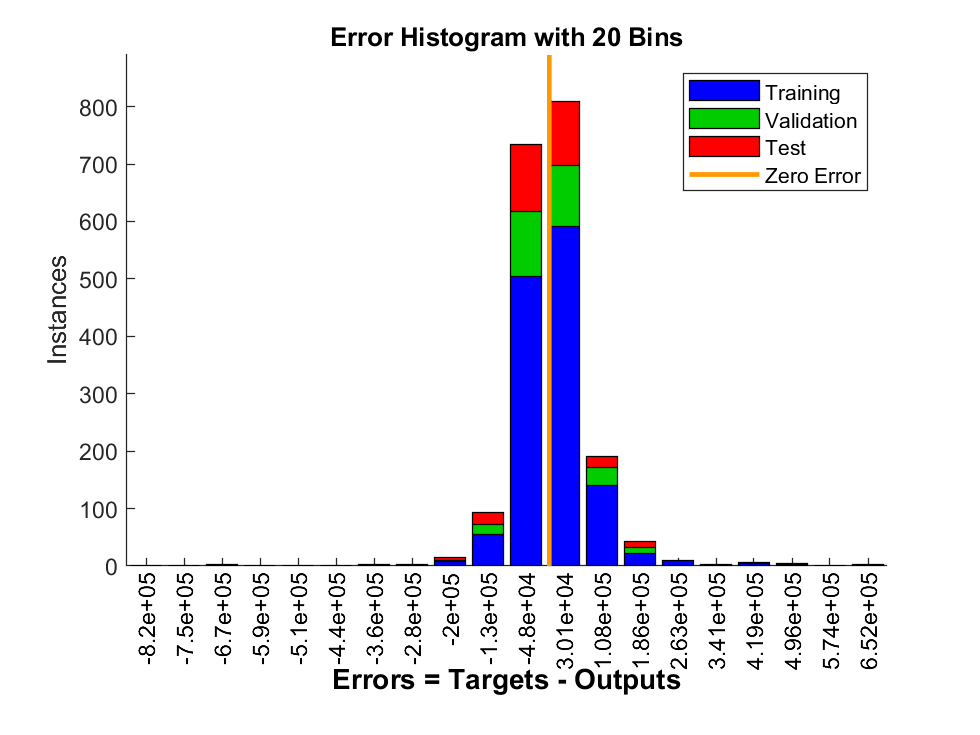 Error Histogram with 20 Bins
800
700
600
500
400
300
200
100
0
Instances
Training
Validation
Test
Zero Error
-8.2e+05
-7.5e+05
-6.7e+05
-5.9e+05
-5.1e+05
-4.4e+05
-3.6e+05
-2.8e+05
-2e+05
-1.3e+04
-4.8e+04
3.01e+04
1.08e+05
1.86e+05
2.63e+05
3.41e+05
4.19e+05
4.96e+05
5.74e+05
6.52e+05
Errors = Targets - Outputs